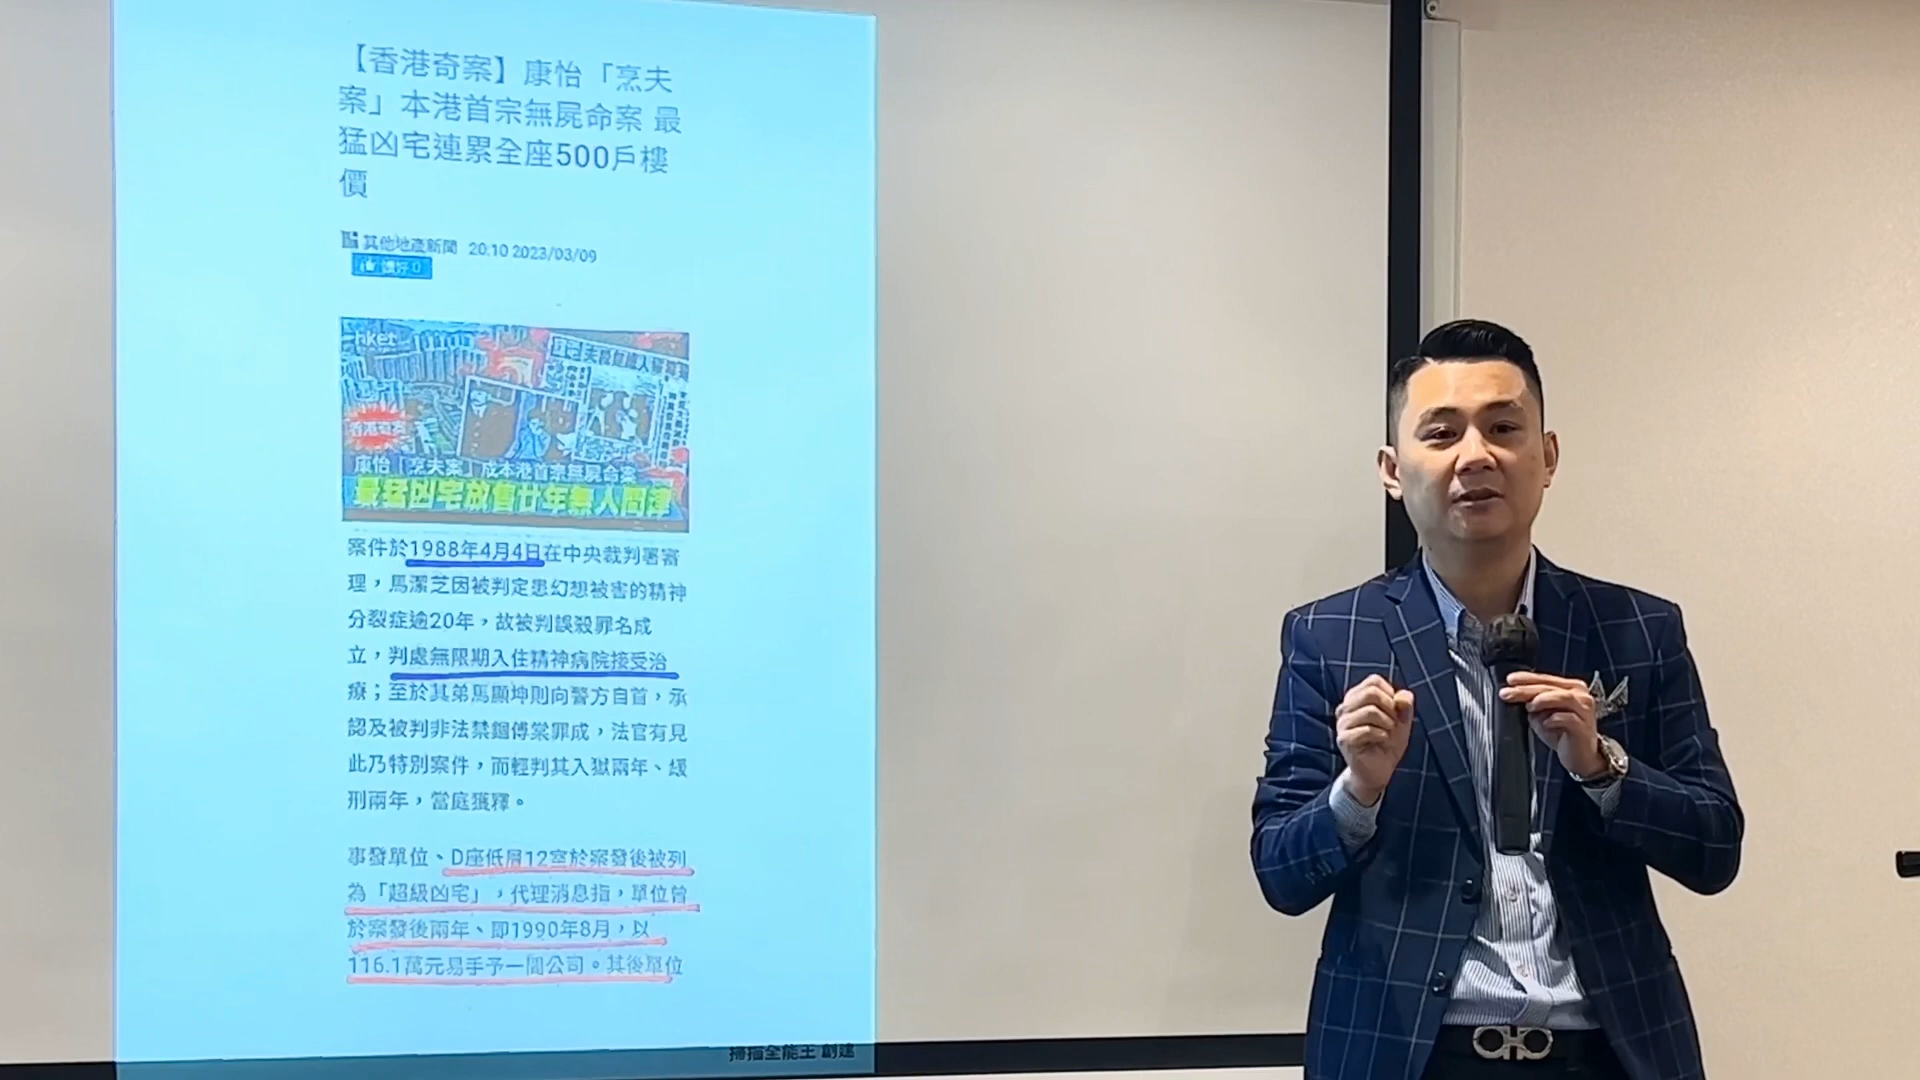 【香港奇案】康怡「烹夫
案」本港首宗無屍命案 最
猛凶宅連累全座500戶樓
價
其他地產新聞 20:10 2023/03/09
讚好 0
hket
香港奇案
康怡「烹夫案」成本港首宗無屍命案
最猛凶宅放售廿年無人問津
案件於1988年4月4日在中央裁判署審
理，馬潔芝因被判定患幻想被害的精神
分裂症逾20年，故被判誤殺罪名成
立，判處無限期入住精神病院接受治
療；至於其弟馬顯坤則向警方自首，承
認及被判非法禁錮傅棠罪成，法官有見
此乃特別案件，而輕判其入獄兩年、緩
刑兩年，當庭獲釋。
事發單位、D座低層12室於案發後被列
為「超級凶宅」，代理消息指，單位曾
於案發後兩年、即1990年8月，以
116.1萬元易手予一間公司。其後單位
掃描全能王 創建